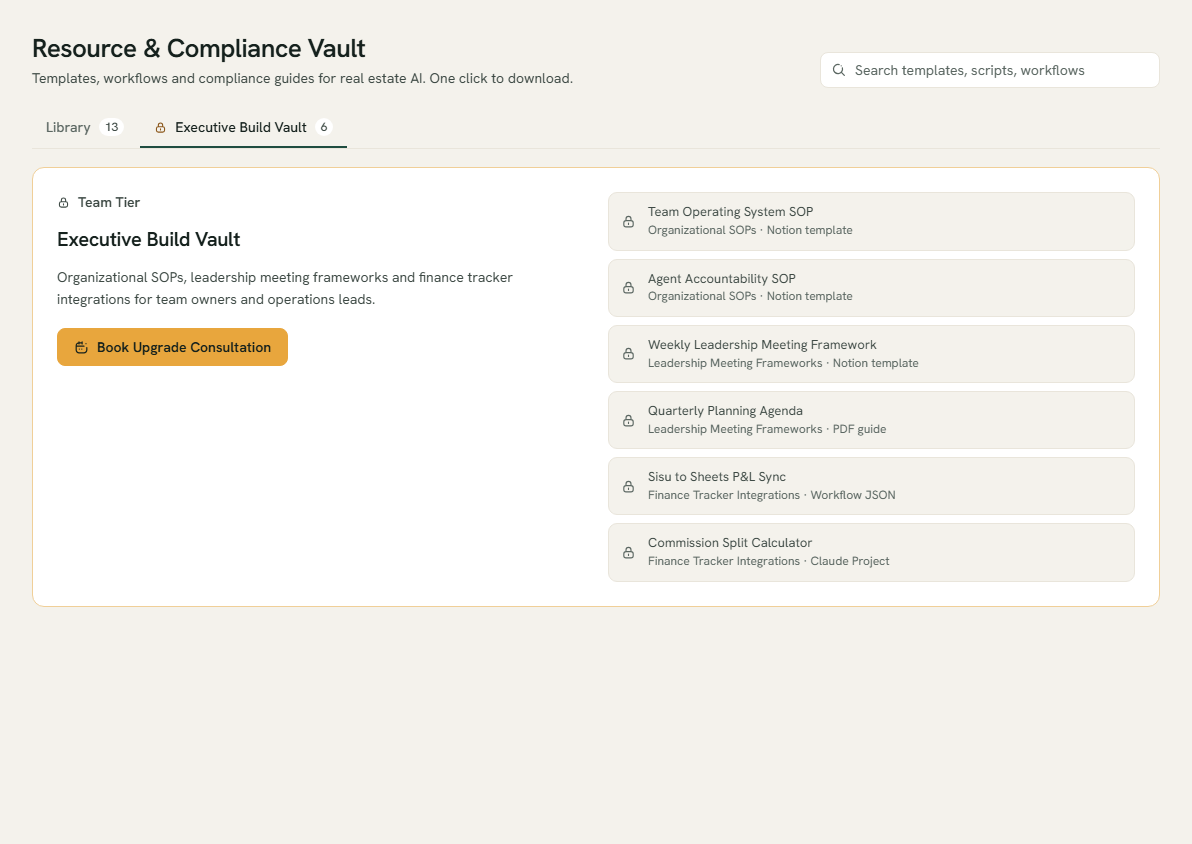 Resource & Compliance Vault
Templates, workflows and compliance guides for real estate AI. One click to download.
Search templates, scripts, workflows
Library 13
Executive Build Vault 6
Team Tier
Executive Build Vault
Organizational SOPs, leadership meeting frameworks and finance tracker
integrations for team owners and operations leads.
Book Upgrade Consultation
Team Operating System SOP
Organizational SOPs · Notion template
Agent Accountability SOP
Organizational SOPs · Notion template
Weekly Leadership Meeting Framework
Leadership Meeting Frameworks · Notion template
Quarterly Planning Agenda
Leadership Meeting Frameworks · PDF guide
Sisu to Sheets P&L Sync
Finance Tracker Integrations · Workflow JSON
Commission Split Calculator
Finance Tracker Integrations · Claude Project